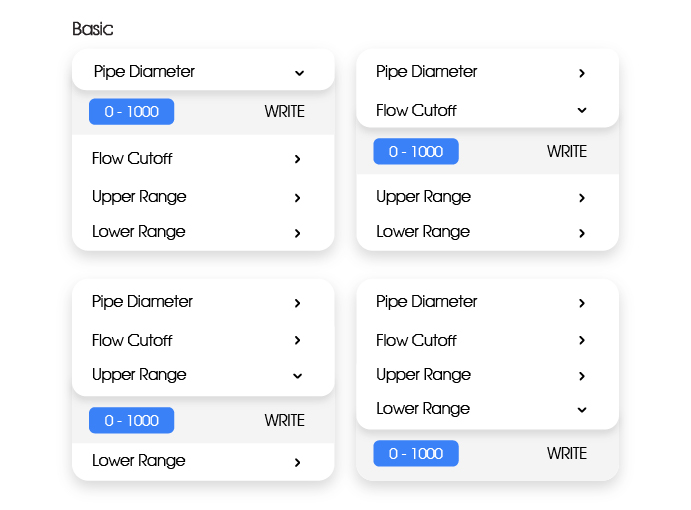 Basic
Pipe Diameter
0 - 1000 WRITE
Flow Cutoff
Upper Range
Lower Range
Pipe Diameter
Flow Cutoff
0 - 1000 WRITE
Upper Range
Lower Range
Pipe Diameter
Flow Cutoff
Upper Range
0 - 1000 WRITE
Lower Range
Pipe Diameter
Flow Cutoff
Upper Range
Lower Range
0 - 1000 WRITE